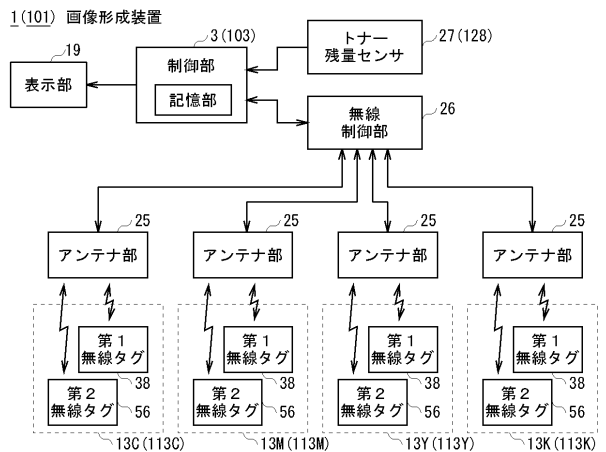 1(101) 画像形成装置
19
表示部
3(103)
制御部
記憶部
トナー
残量センサ
27(128)
無線
制御部
26
25
アンテナ部
25
アンテナ部
25
アンテナ部
25
アンテナ部
第1
無線タグ
38
第2
無線タグ
56
13C(113C)
第1
無線タグ
38
第2
無線タグ
56
13M(113M)
第1
無線タグ
38
第2
無線タグ
56
13Y(113Y)
第1
無線タグ
38
第2
無線タグ
56
13K(113K)